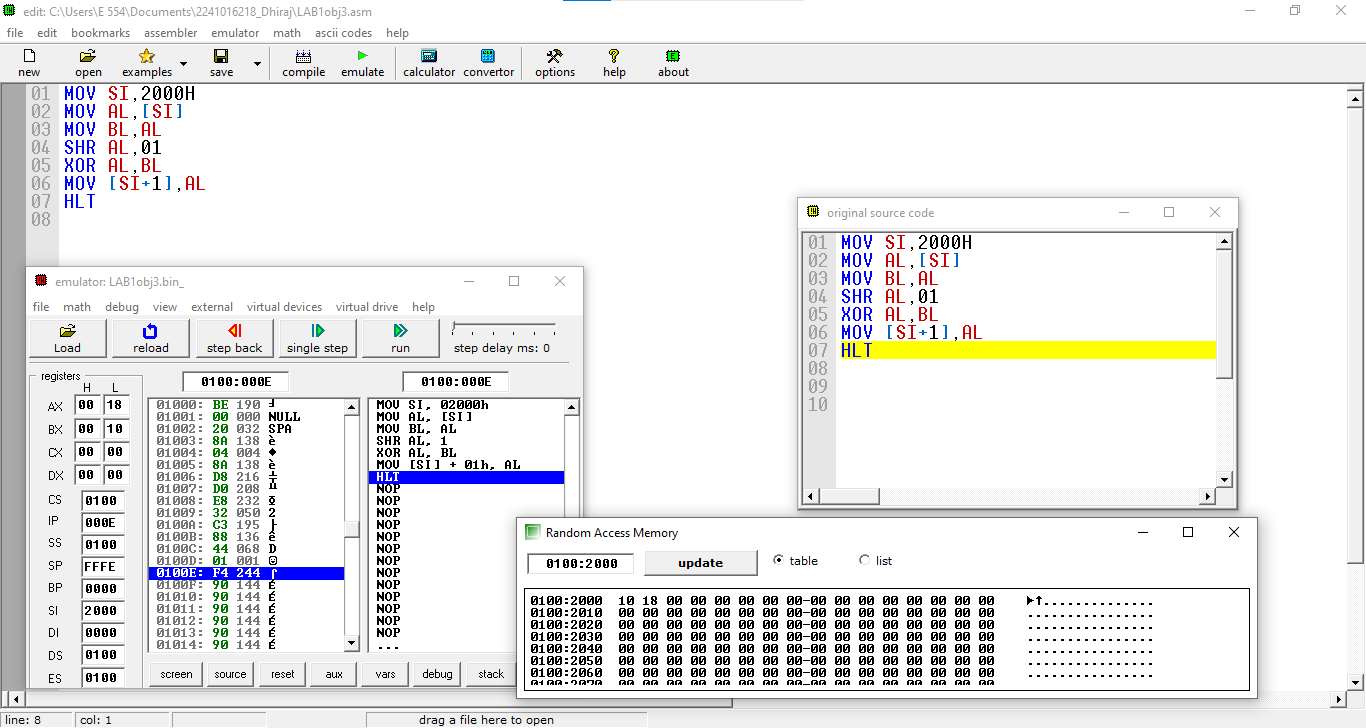 edit: C:\Users\E 554\Documents\2241016218_Dhiraj\LAB1obj3.asm
file edit bookmarks assembler emulator math ascii codes help
new open examples save compile emulate calculator convertor options help about
01 MOV SI,2000H
02 MOV AL,[SI]
03 MOV BL,AL
04 SHR AL,01
05 XOR AL,BL
06 MOV [SI+1],AL
07 HLT
08
original source code
01 MOV SI,2000H
02 MOV AL,[SI]
03 MOV BL,AL
04 SHR AL,01
05 XOR AL,BL
06 MOV [SI+1],AL
07 HLT
08
09
10
emulator: LAB1obj3.bin_
file math debug view external virtual devices virtual drive help
Load reload step back single step run step delay ms: 0
registers
H L
AX 00 18
BX 00 10
CX 00 00
DX 00 00
CS 0100
IP 000E
SS 0100
SP FFFE
BP 0000
SI 2000
DI 0000
DS 0100
ES 0100
0100:000E 0100:000E
01000: BE 190 ╛
01001: 00 000 NULL
01002: 20 032 SPA
01003: 8A 138 è
01004: 04 004 ♦
01005: 8A 138 è
01006: D8 216 ╪
01007: D0 208 ╨
01008: E8 232 Φ
01009: 32 050 2
0100A: C3 195 ├
0100B: 88 136 ê
0100C: 44 068 D
0100D: 01 001 ☺
0100E: F4 244 ⌠
0100F: 90 144 É
01010: 90 144 É
01011: 90 144 É
01012: 90 144 É
01013: 90 144 É
01014: 90 144 É
MOV SI, 02000h
MOV AL, [SI]
MOV BL, AL
SHR AL, 1
XOR AL, BL
MOV [SI] + 01h, AL
HLT
NOP
NOP
NOP
NOP
NOP
NOP
NOP
NOP
NOP
NOP
NOP
NOP
NOP
...
screen source reset aux vars debug stack
Random Access Memory
0100:2000 update table list
0100:2000 10 18 00 00 00 00 00 00-00 00 00 00 00 00 00 00 ►↑..............
0100:2010 00 00 00 00 00 00 00 00-00 00 00 00 00 00 00 00 ................
0100:2020 00 00 00 00 00 00 00 00-00 00 00 00 00 00 00 00 ................
0100:2030 00 00 00 00 00 00 00 00-00 00 00 00 00 00 00 00 ................
0100:2040 00 00 00 00 00 00 00 00-00 00 00 00 00 00 00 00 ................
0100:2050 00 00 00 00 00 00 00 00-00 00 00 00 00 00 00 00 ................
0100:2060 00 00 00 00 00 00 00 00-00 00 00 00 00 00 00 00 ................
0100:2070 00 00 00 00 00 00 00 00-00 00 00 00 00 00 00 00
line: 8 col: 1 drag a file here to open